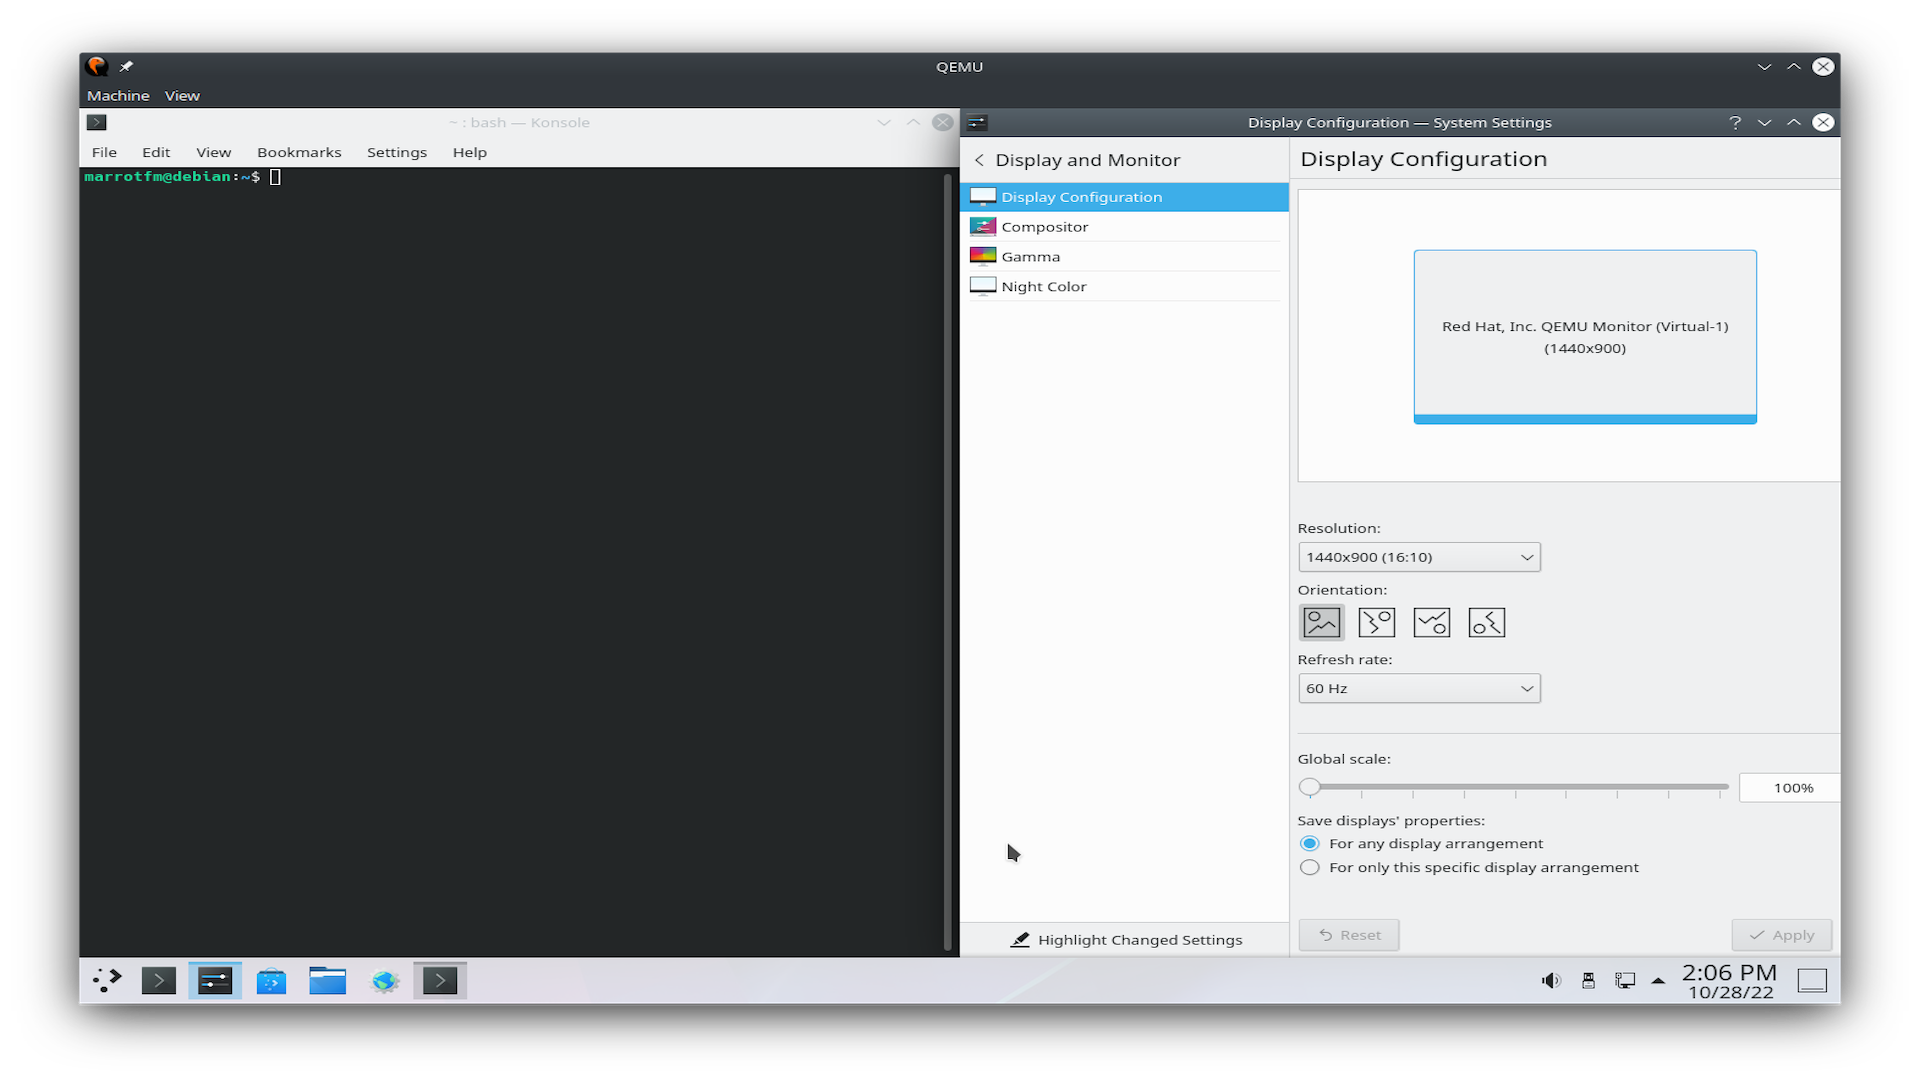 QEMU
Machine View
~ : bash — Konsole
File Edit View Bookmarks Settings Help
marrotfm@debian:~$
Display Configuration — System Settings
Display and Monitor
Display Configuration
Compositor
Gamma
Night Color
Highlight Changed Settings
Display Configuration
Red Hat, Inc. QEMU Monitor (Virtual-1)
(1440x900)
Resolution:
1440x900 (16:10)
Orientation:
Refresh rate:
60 Hz
Global scale:
100%
Save displays' properties:
For any display arrangement
For only this specific display arrangement
Reset
Apply
2:06 PM
10/28/22